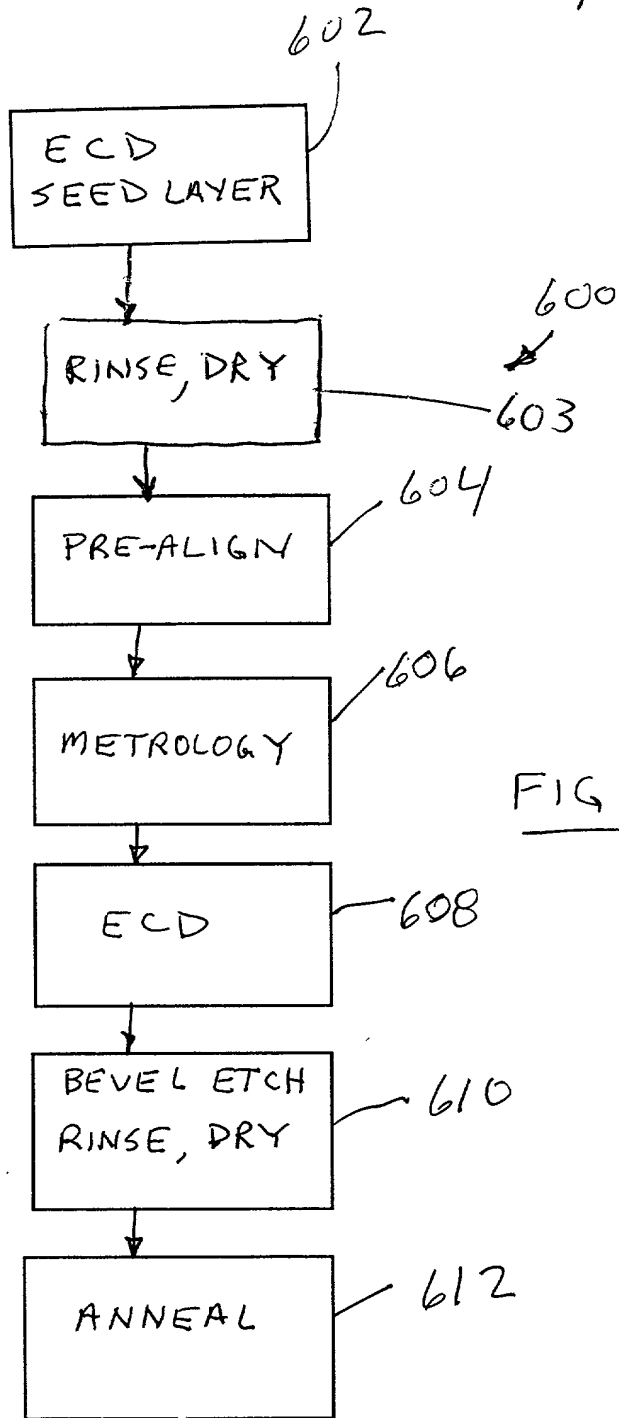 602
ECD
SEED LAYER
600
RINSE, DRY
603
604
PRE-ALIGN
606
METROLOGY
FIG
ECD
608
BEVEL ETCH
RINSE, DRY
610
ANNEAL
612